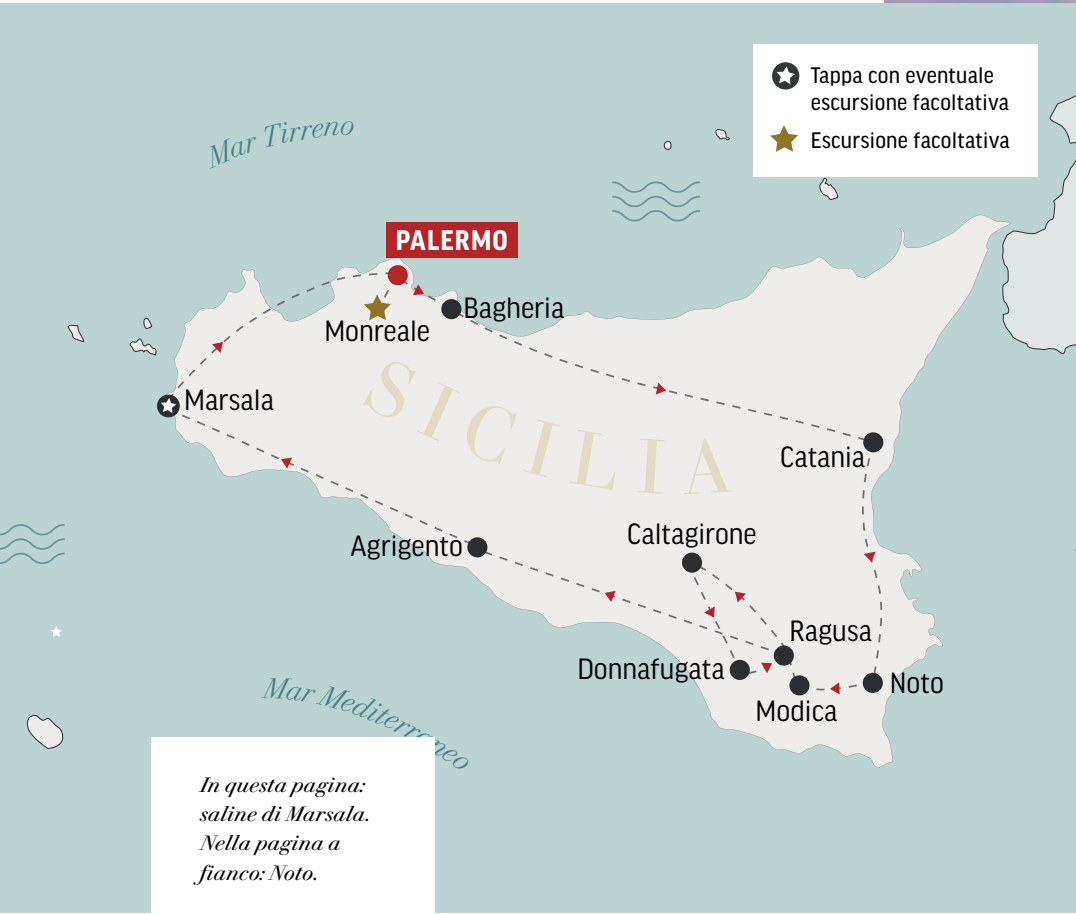 Tappa con eventuale
escursione facoltativa
Escursione facoltativa
Mar Tirreno
PALERMO
Bagheria
Monreale
SICILIA
Marsala
Catania
Caltagirone
Agrigento
Ragusa
Donnafugata
Noto
Modica
Mar Mediterraneo
In questa pagina:
saline di Marsala.
Nella pagina a
fianco: Noto.